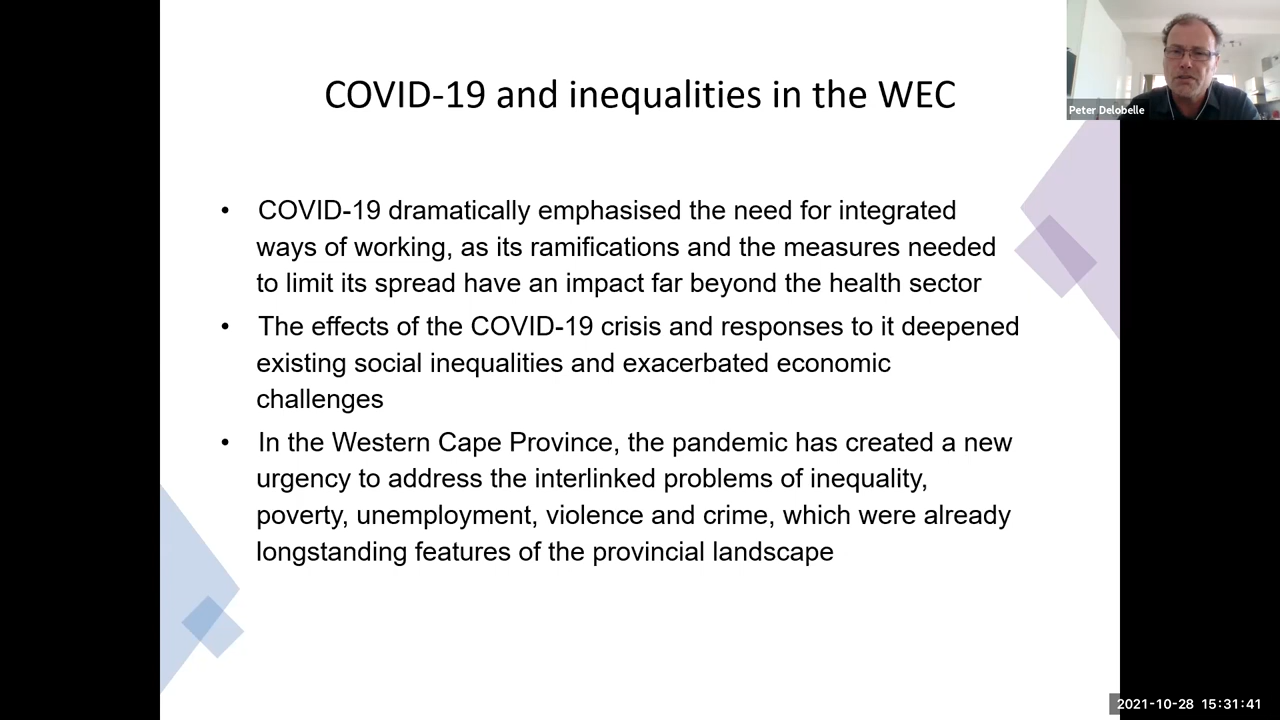 COVID-19 and inequalities in the WEC
Peter Delobelle
• COVID-19 dramatically emphasised the need for integrated
ways of working, as its ramifications and the measures needed
to limit its spread have an impact far beyond the health sector
• The effects of the COVID-19 crisis and responses to it deepened
existing social inequalities and exacerbated economic
challenges
• In the Western Cape Province, the pandemic has created a new
urgency to address the interlinked problems of inequality,
poverty, unemployment, violence and crime, which were already
longstanding features of the provincial landscape
2021-10-28 15:31:41